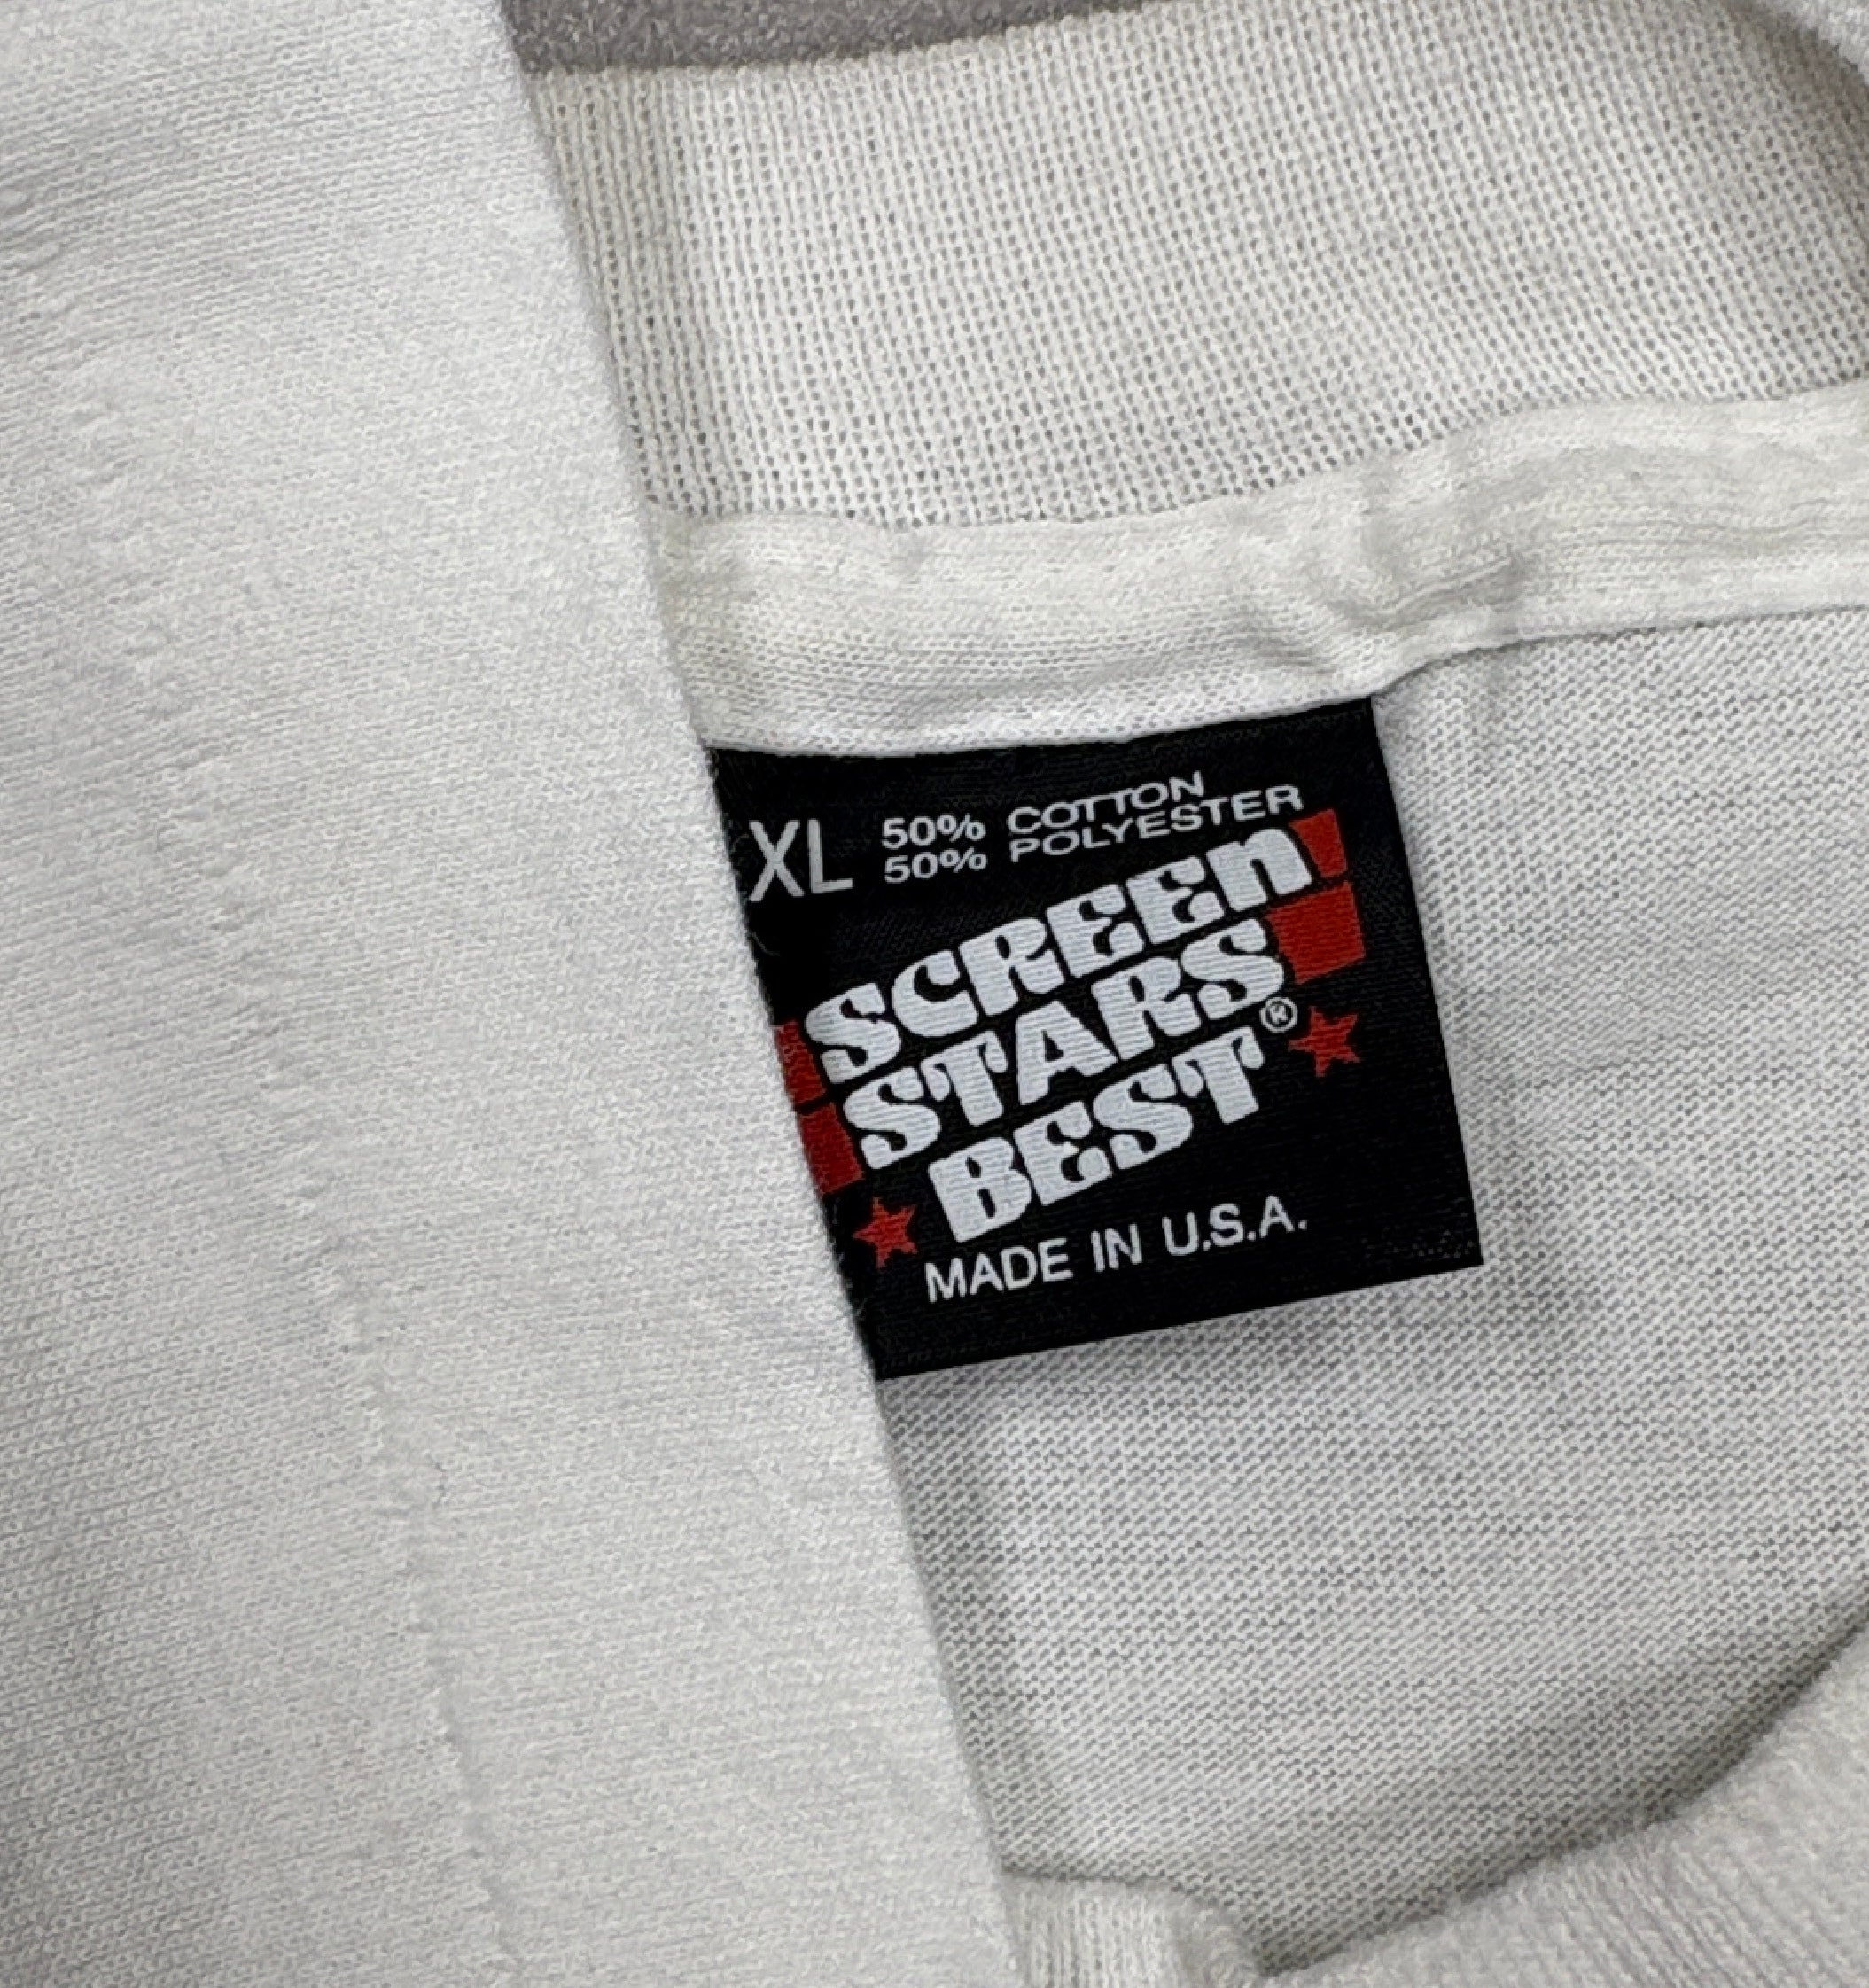 XL 50% COTTON
50% POLYESTER
SCREEn
STARS
BEST®
MADE IN U.S.A.